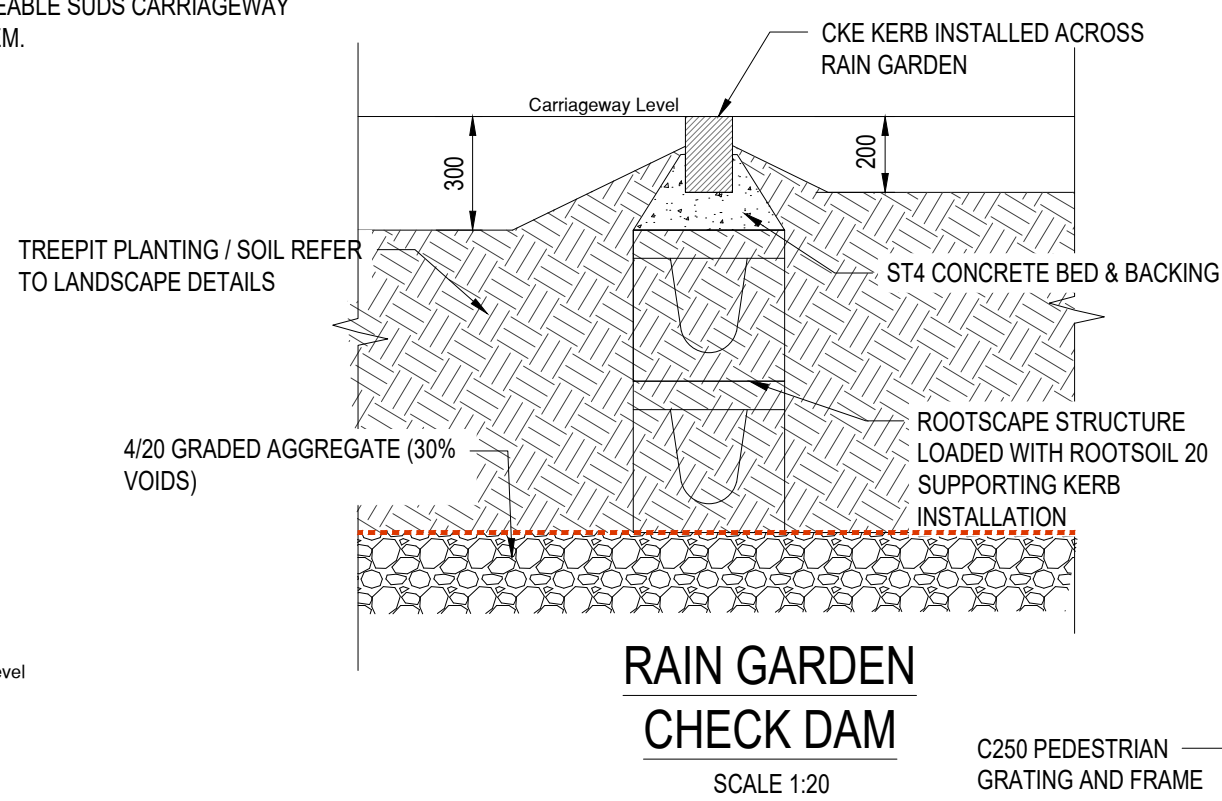 SUDS CARRIAGEWAY
CKE KERB INSTALLED ACROSS
RAIN GARDEN
Carriageway Level
300
200
TREEPIT PLANTING / SOIL REFER
TO LANDSCAPE DETAILS
ST4 CONCRETE BED & BACKING
ROOTSCAPE STRUCTURE
LOADED WITH ROOTSOIL 20
SUPPORTING KERB
INSTALLATION
4/20 GRADED AGGREGATE (30%
VOIDS)
RAIN GARDEN
CHECK DAM
SCALE 1:20
C250 PEDESTRIAN
GRATING AND FRAME